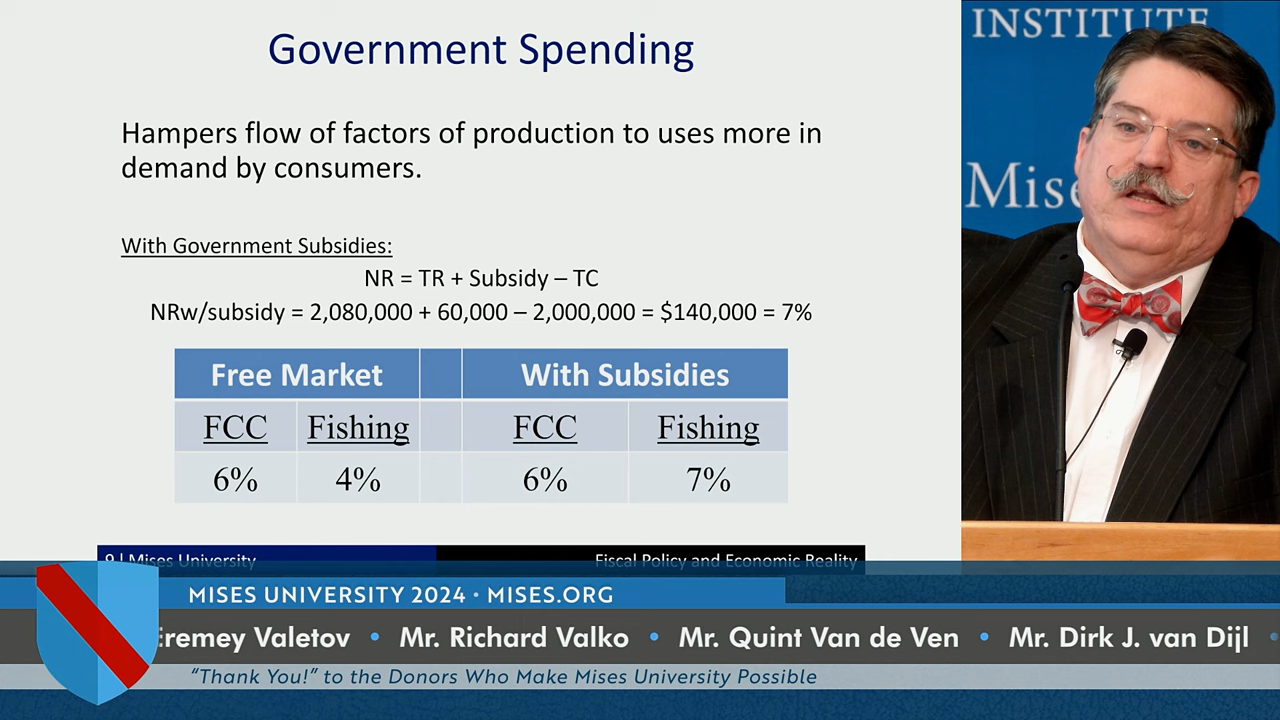 Government Spending
Hampers flow of factors of production to uses more in
demand by consumers.
With Government Subsidies:
NR = TR + Subsidy – TC
NRw/subsidy = 2,080,000 + 60,000 – 2,000,000 = $140,000 = 7%
Free Market With Subsidies
FCC Fishing FCC Fishing
6% 4% 6% 7%
9 | Mises University Fiscal Policy and Economic Reality
INSTITUTE
Mise
MISES UNIVERSITY 2024 • MISES.ORG
Eremey Valetov • Mr. Richard Valko • Mr. Quint Van de Ven • Mr. Dirk J. van Dijl •
“Thank You!” to the Donors Who Make Mises University Possible